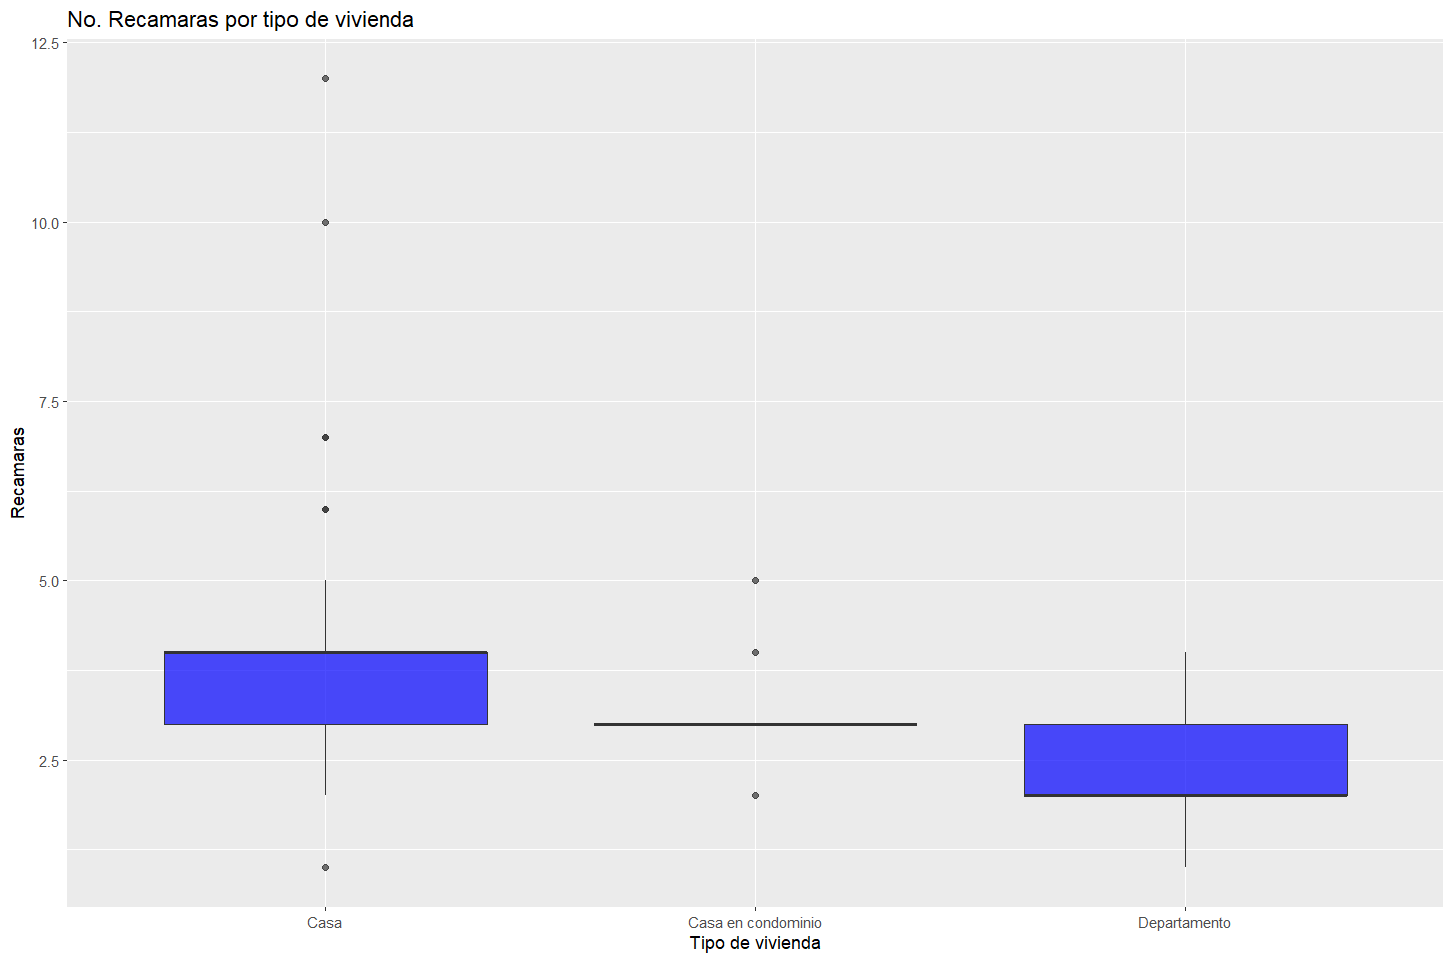 No. Recamaras por tipo de vivienda
12.5
10.0
7.5
5.0
2.5
Recamaras
Casa
Casa en condominio
Departamento
Tipo de vivienda